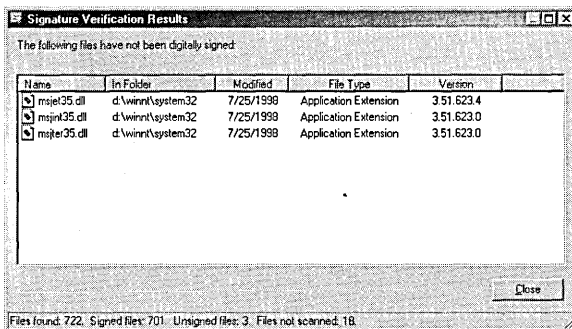 Signature Verification Results
The following files have not been digitally signed:
Name In Folder Modified File Type Version
msjet35.dll d:\winnt\system32 7/25/1998 Application Extension 3.51.623.4
msjint35.dll d:\winnt\system32 7/25/1998 Application Extension 3.51.623.0
msjter35.dll d:\winnt\system32 7/25/1998 Application Extension 3.51.623.0
Close
Files found: 722, Signed files: 701 Unsigned files: 3 Files not scanned: 18